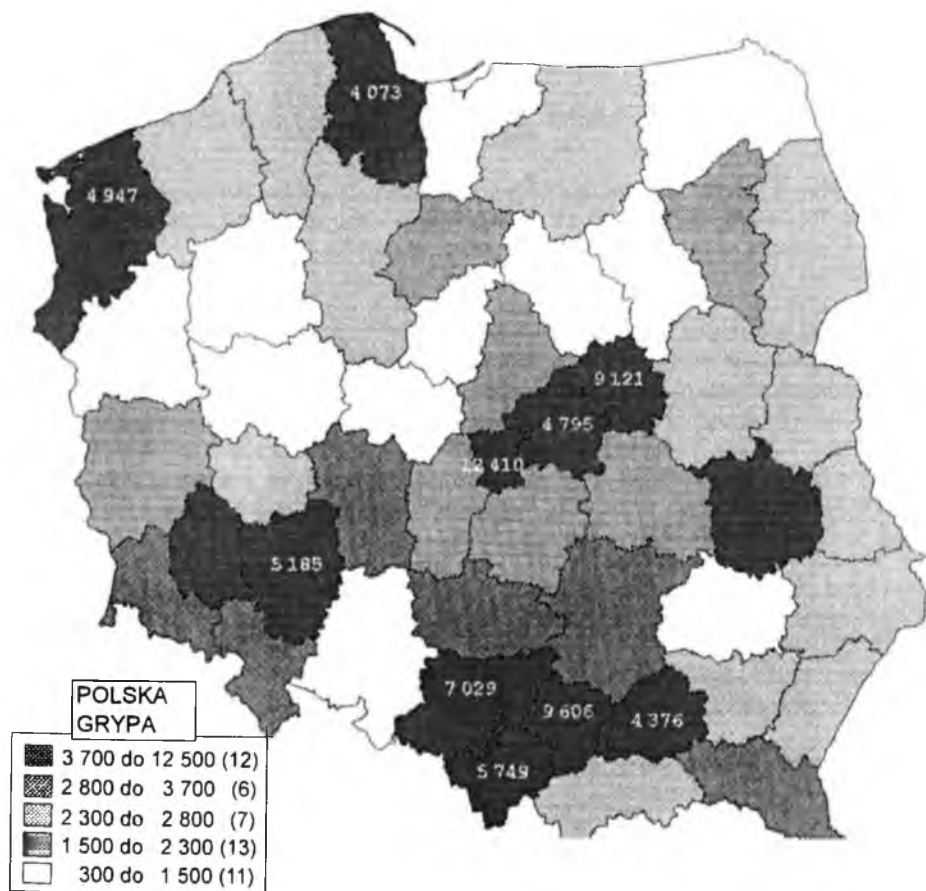 4 073
4 947
9 121
4 795
12 410
5 185
7 029
9 606
4 376
5 749
POLSKA
GRYPA
3 700 do 12 500 (12)
2 800 do 3 700 (6)
2 300 do 2 800 (7)
1 500 do 2 300 (13)
300 do 1 500 (11)